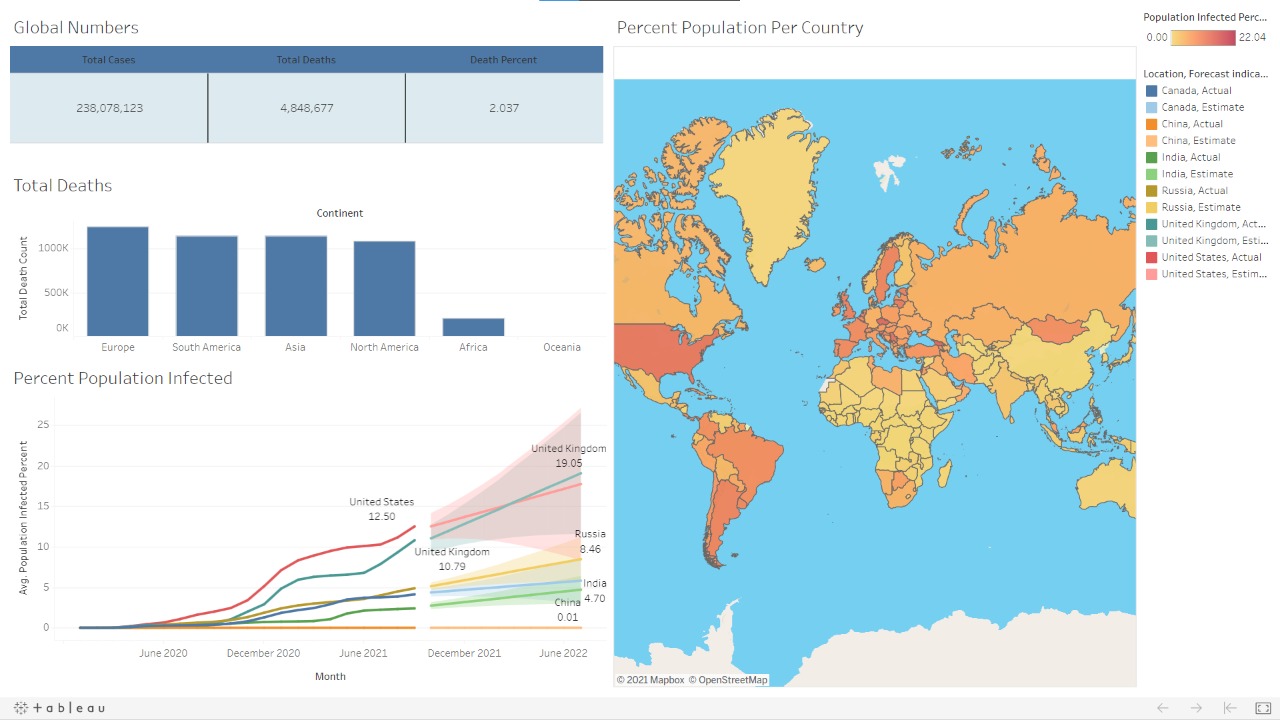 Global Numbers
Total Cases Total Deaths Death Percent
238,078,123 4,848,677 2.037
Total Deaths
Continent
Total Death Count
1000K
500K
0K
Europe South America Asia North America Africa Oceania
Percent Population Infected
Avg. Population Infected Percent
25
20
15
10
5
0
United Kingdom
19.05
United States
12.50
Russia
8.46
United Kingdom
10.79
India
4.70
China
0.01
June 2020 December 2020 June 2021 December 2021 June 2022
Month
Percent Population Per Country
© 2021 Mapbox © OpenStreetMap
Population Infected Perc...
0.00 22.04
Location, Forecast indica...
Canada, Actual
Canada, Estimate
China, Actual
China, Estimate
India, Actual
India, Estimate
Russia, Actual
Russia, Estimate
United Kingdom, Act...
United Kingdom, Esti...
United States, Actual
United States, Estim...
+ a b l e a u